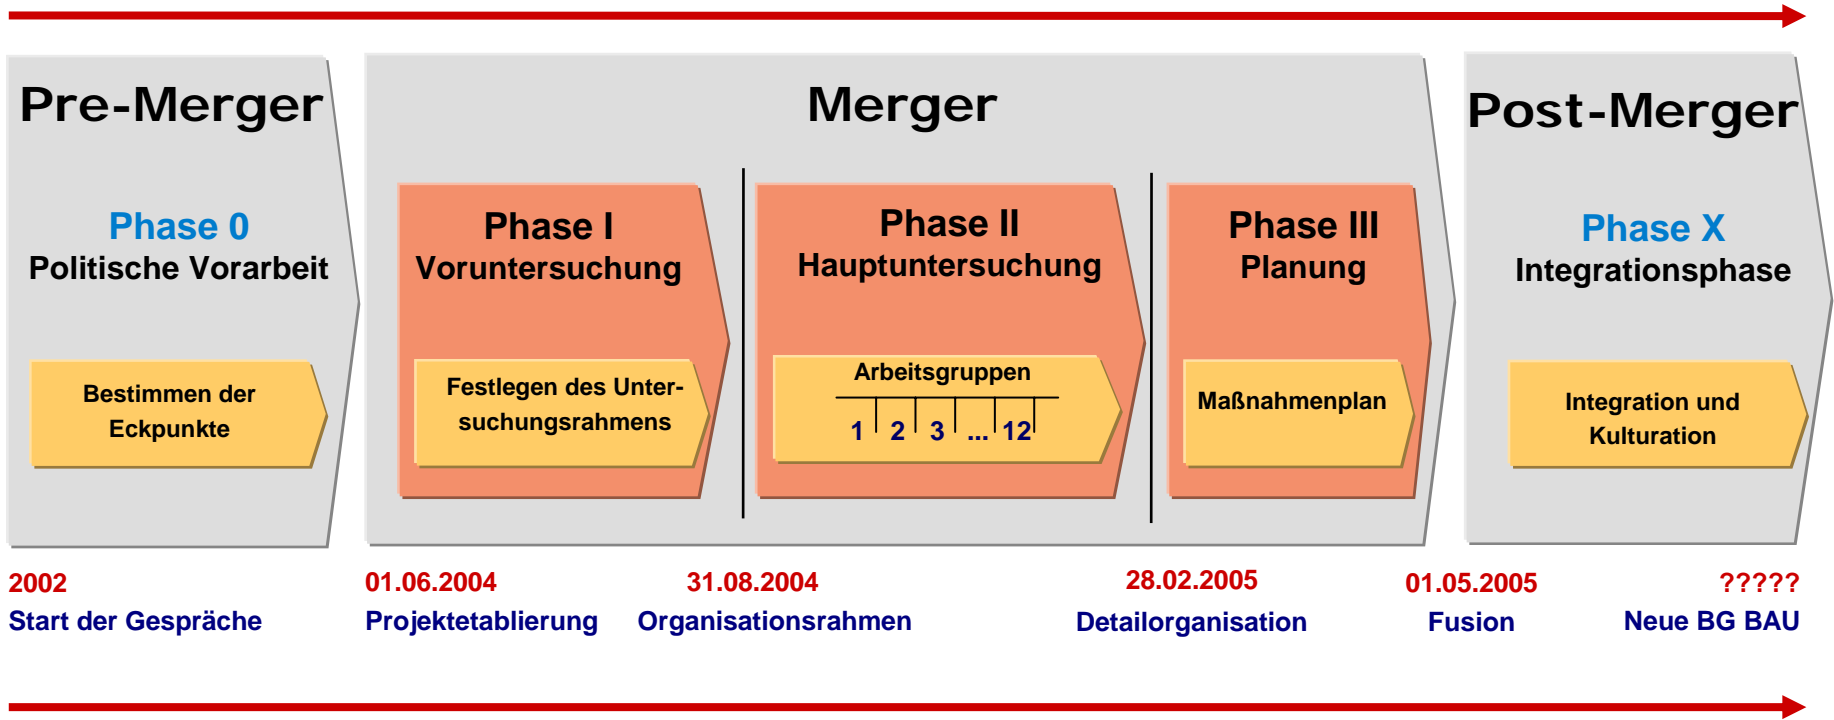 Pre-Merger
Phase 0
Politische Vorarbeit
Bestimmen der
Eckpunkte
Merger
Phase I
Voruntersuchung
Festlegen des Unter-
suchungsrahmens
Phase II
Hauptuntersuchung
Arbeitsgruppen
1 2 3 ... 12
Phase III
Planung
Maßnahmenplan
Post-Merger
Phase X
Integrationsphase
Integration und
Kulturation
2002
Start der Gespräche
01.06.2004
Projektetablierung
31.08.2004
Organisationsrahmen
28.02.2005
Detailorganisation
01.05.2005
Fusion
?????
Neue BG BAU